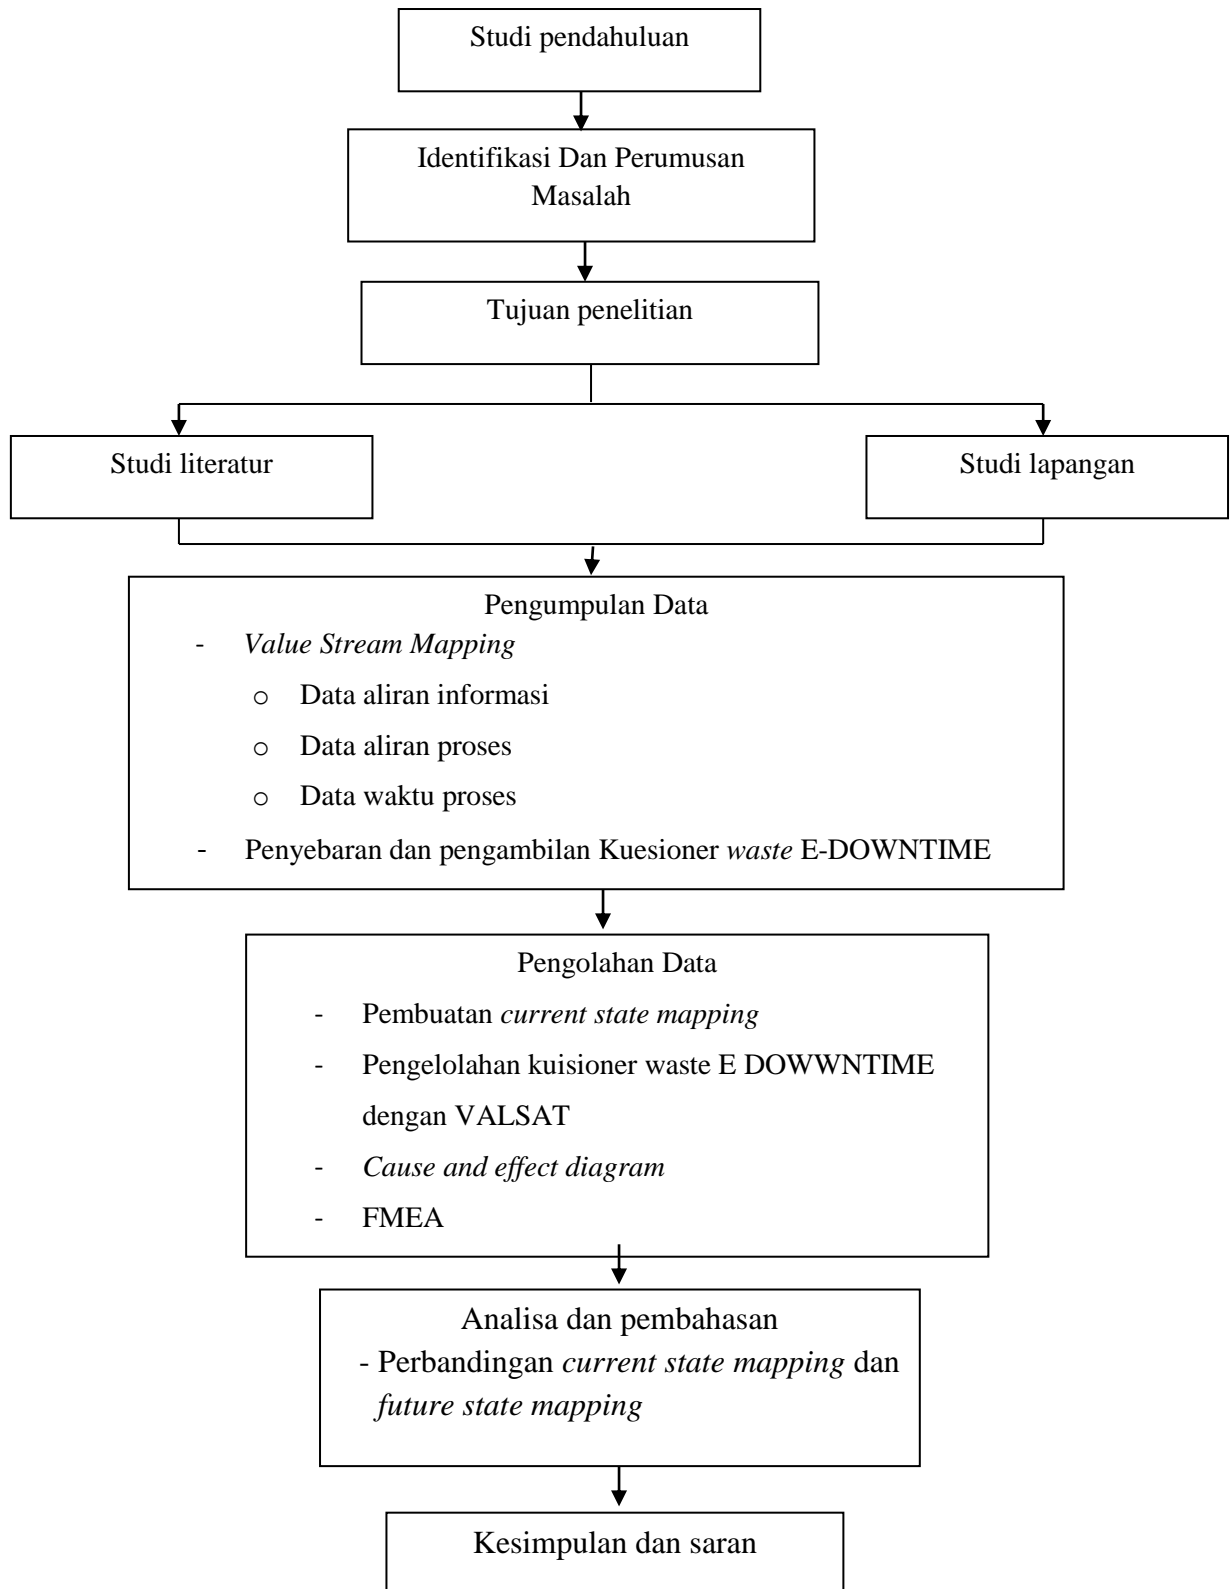 Studi pendahuluan
Identifikasi Dan Perumusan
Masalah
Tujuan penelitian
Studi literatur
Studi lapangan
Pengumpulan Data
- Value Stream Mapping
o Data aliran informasi
o Data aliran proses
o Data waktu proses
- Penyebaran dan pengambilan Kuesioner waste E-DOWNTIME
Pengolahan Data
- Pembuatan current state mapping
- Pengelolahan kuisioner waste E DOWWNTIME
dengan VALSAT
- Cause and effect diagram
- FMEA
Analisa dan pembahasan
- Perbandingan current state mapping dan
future state mapping
Kesimpulan dan saran